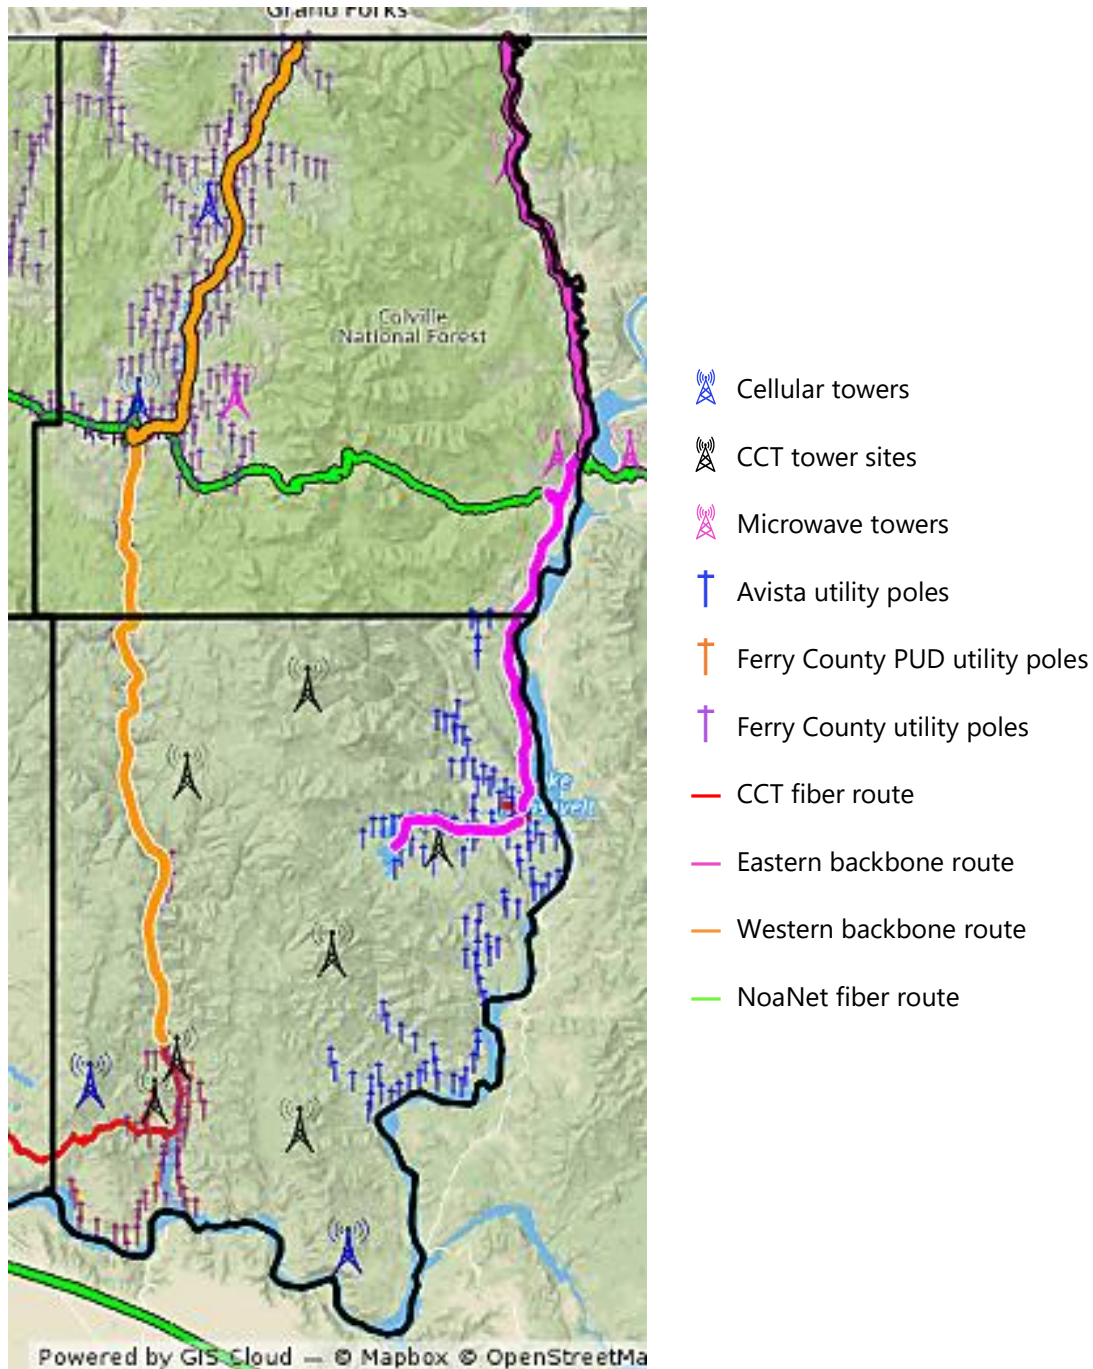 Grand Forks
Colville
National Forest
Cellular towers
CCT tower sites
Microwave towers
Avista utility poles
Ferry County PUD utility poles
Ferry County utility poles
CCT fiber route
Eastern backbone route
Western backbone route
NoaNet fiber route
Powered by GIS Cloud — © Mapbox © OpenStreetMa